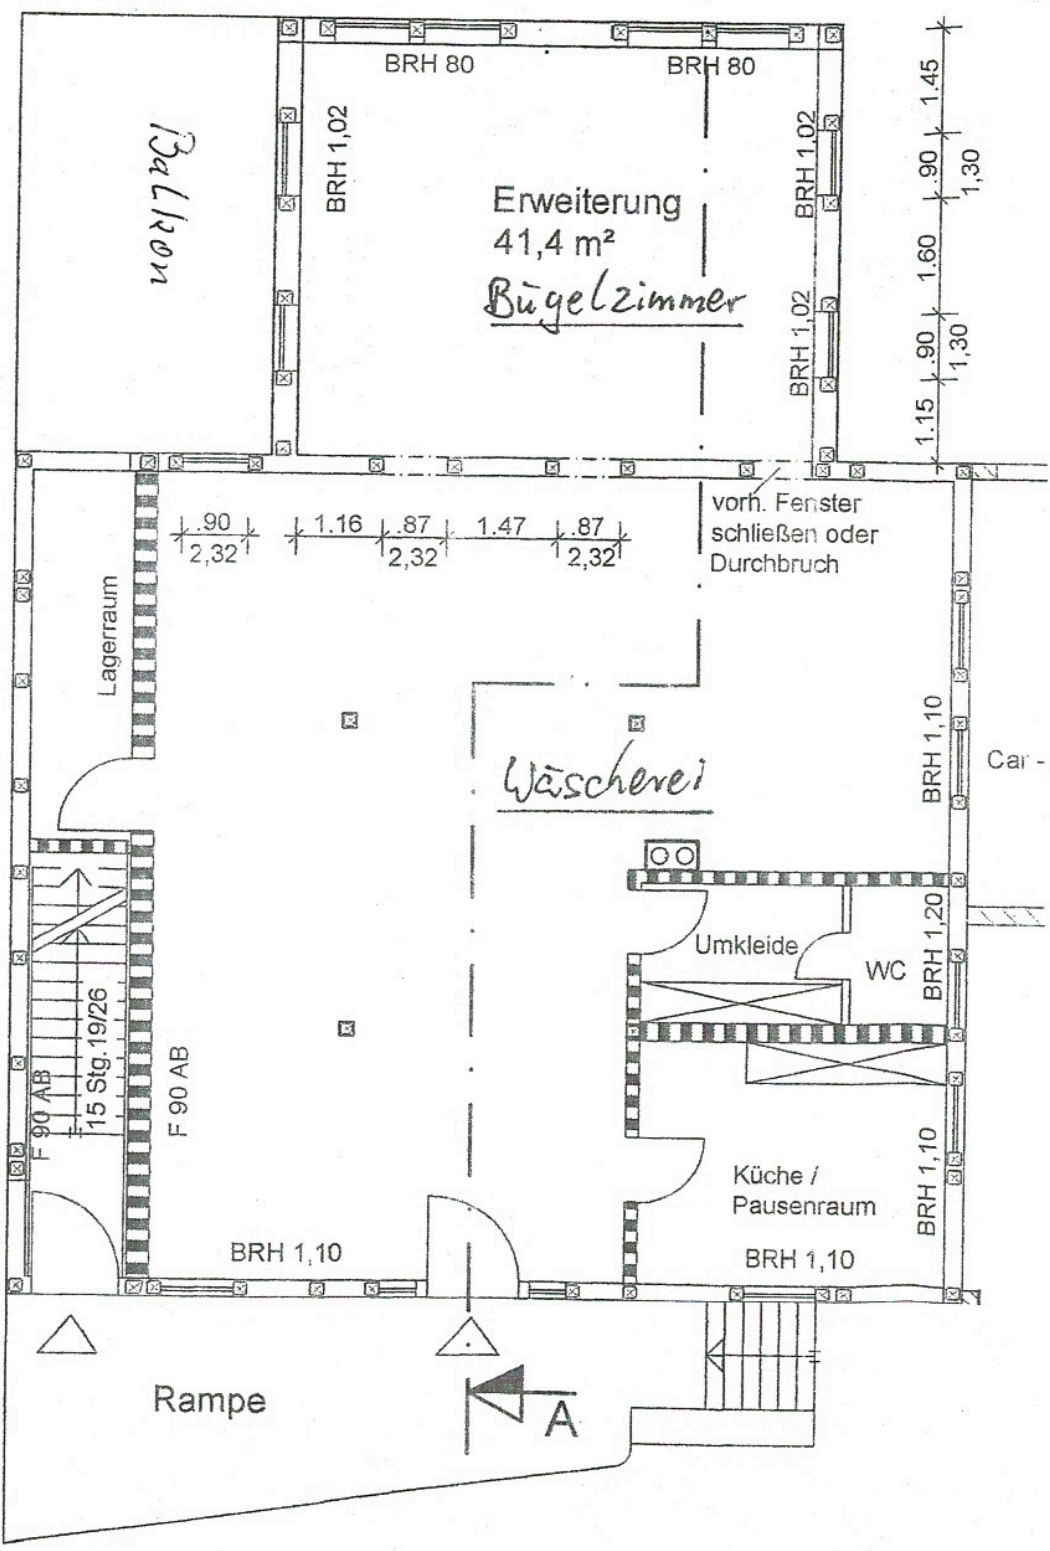 BRH 80
BRH 80
1.45
Balkon
BRH 1,02
BRH 1,02
.90
1,30
Erweiterung
41,4 m²
Bügelzimmer
1.60
BRH 1,02
.90
1,30
1.15
vorh. Fenster
schließen oder
Durchbruch
.90
2,32
1.16
.87
2,32
1.47
.87
2,32
Lagerraum
BRH 1,10
Car -
Wäscherei
Umkleide
WC
BRH 1,20
15 Stg.19/26
F 90 AB
F 90 AB
Küche /
Pausenraum
BRH 1,10
BRH 1,10
BRH 1,10
Rampe
A